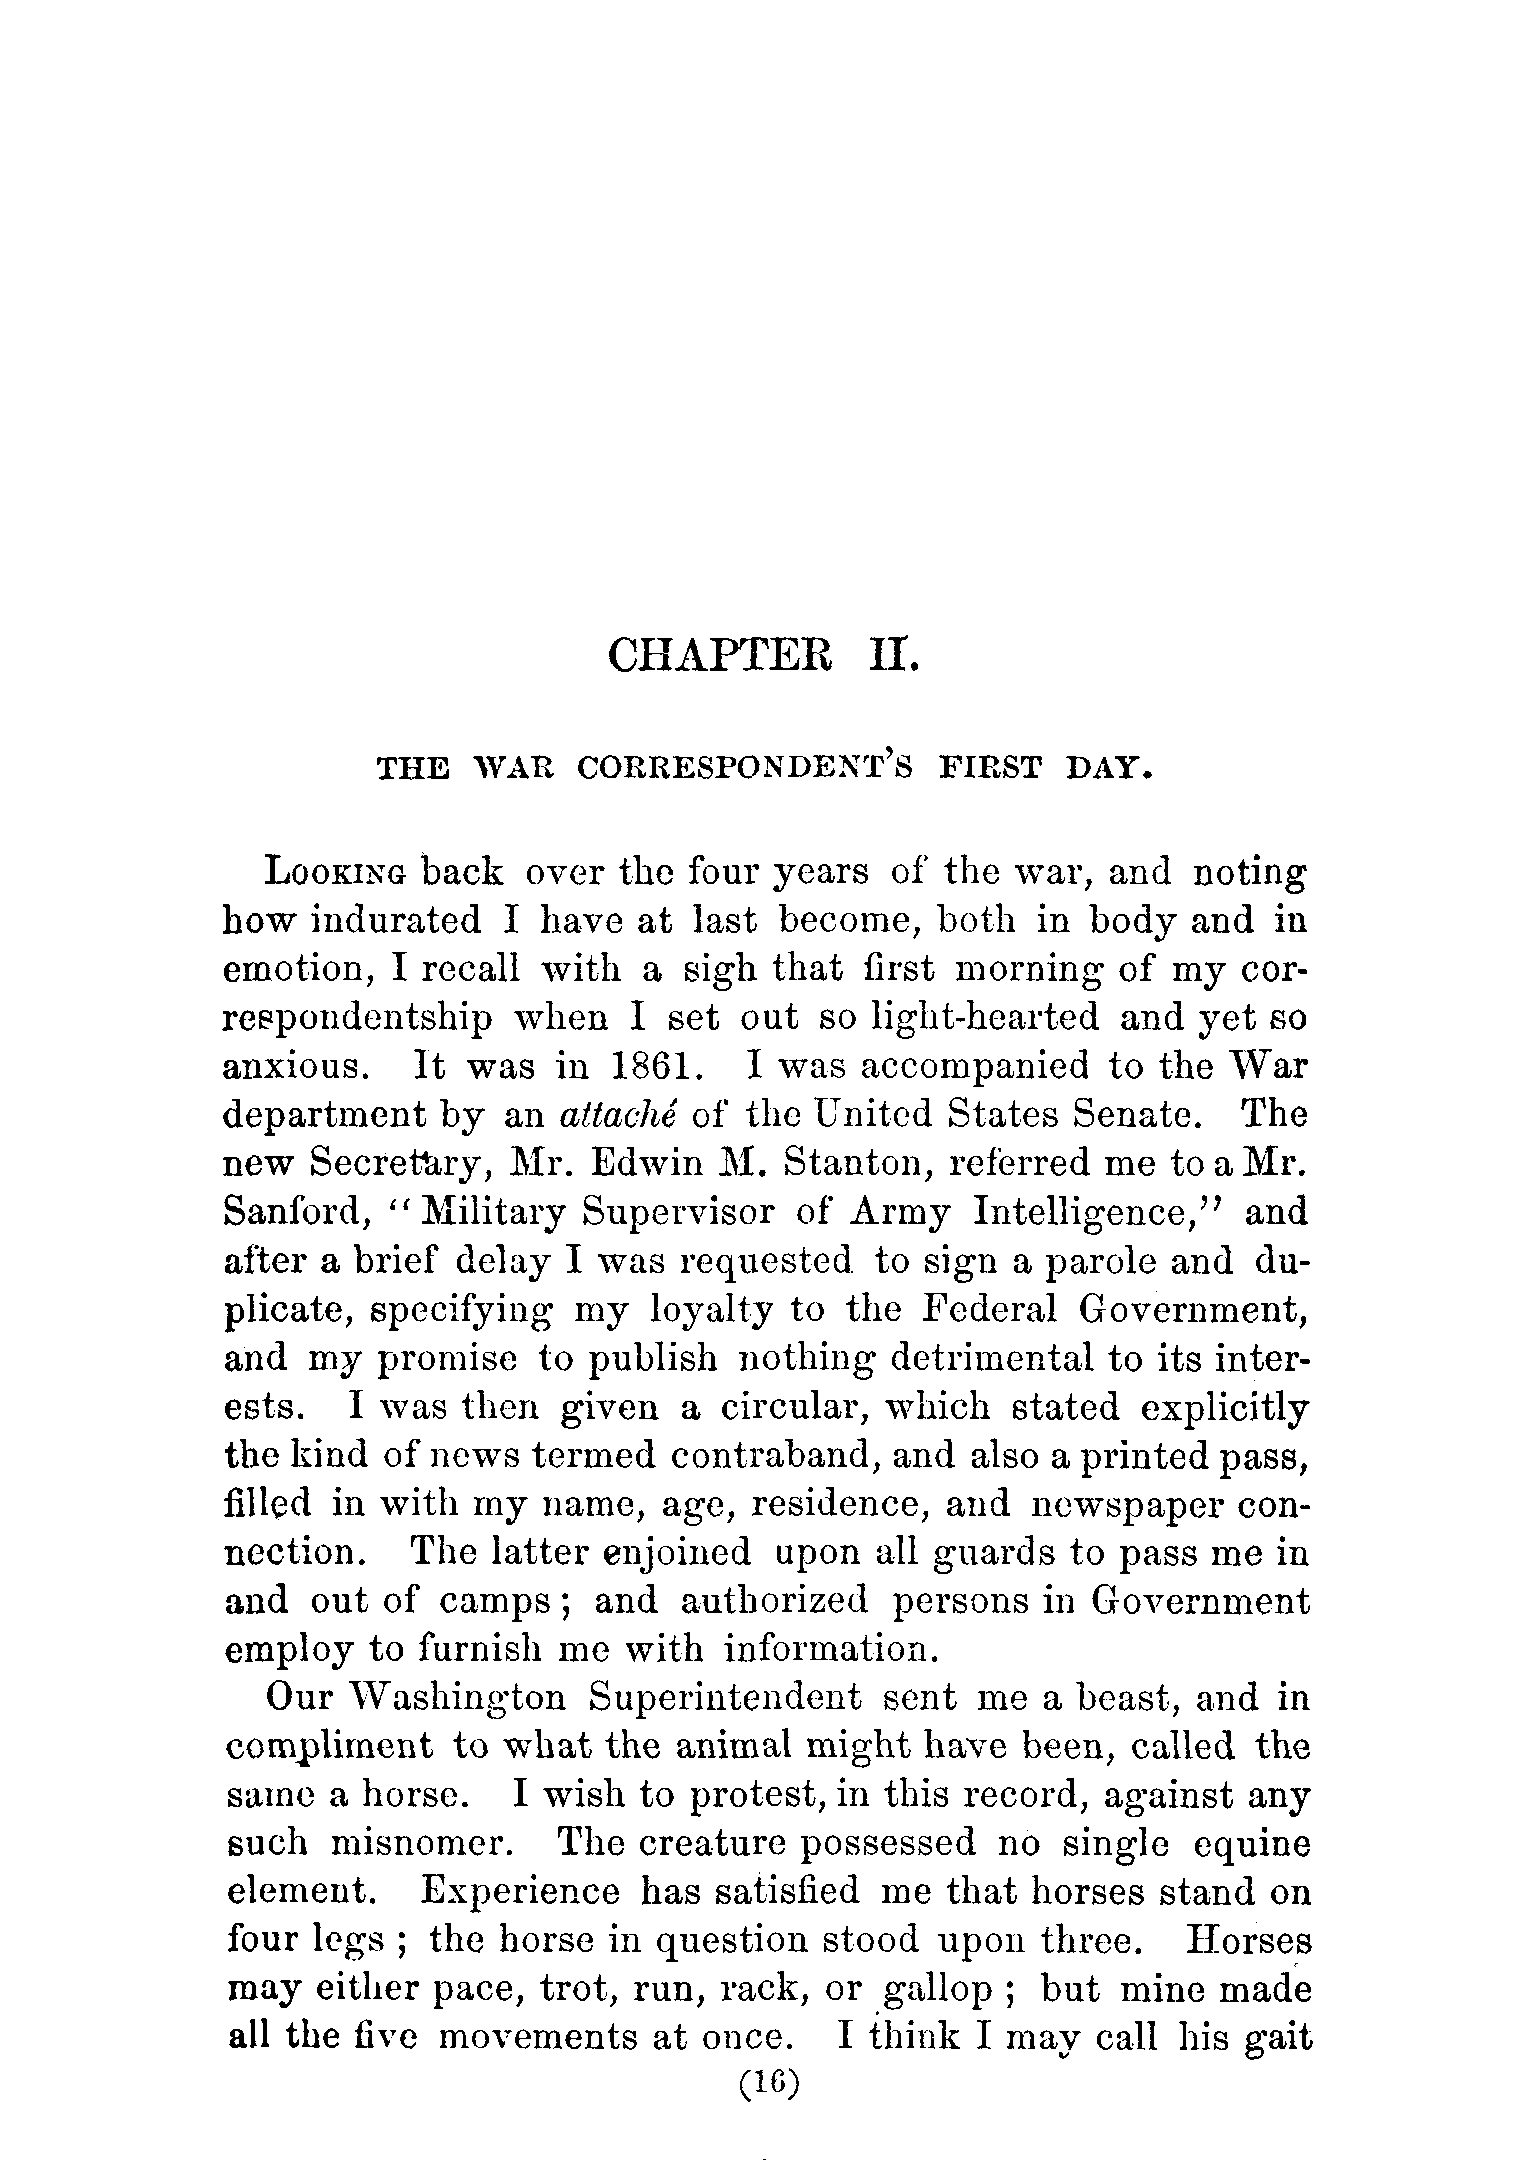 CHAPTER II.
THE WAR CORRESPONDENT'S FIRST DAY.
LOOKING back over the four years of the war, and noting
how indurated I have at last become, both in body and in
emotion, I recall with a sigh that first morning of my cor-
respondentship when I set out so light-hearted and yet so
anxious. It was in 1861. I was accompanied to the War
department by an attaché of the United States Senate. The
new Secretary, Mr. Edwin M. Stanton, referred me to a Mr.
Sanford, "Military Supervisor of Army Intelligence," and
after a brief delay I was requested to sign a parole and du-
plicate, specifying my loyalty to the Federal Government,
and my promise to publish nothing detrimental to its inter-
ests. I was then given a circular, which stated explicitly
the kind of news termed contraband, and also a printed pass,
filled in with my name, age, residence, and newspaper con-
nection. The latter enjoined upon all guards to pass me in
and out of camps; and authorized persons in Government
employ to furnish me with information.
Our Washington Superintendent sent me a beast, and in
compliment to what the animal might have been, called the
same a horse. I wish to protest, in this record, against any
such misnomer. The creature possessed no single equine
element. Experience has satisfied me that horses stand on
four legs; the horse in question stood upon three. Horses
may either pace, trot, run, rack, or gallop; but mine made
all the five movements at once. I think I may call his gait
(16)